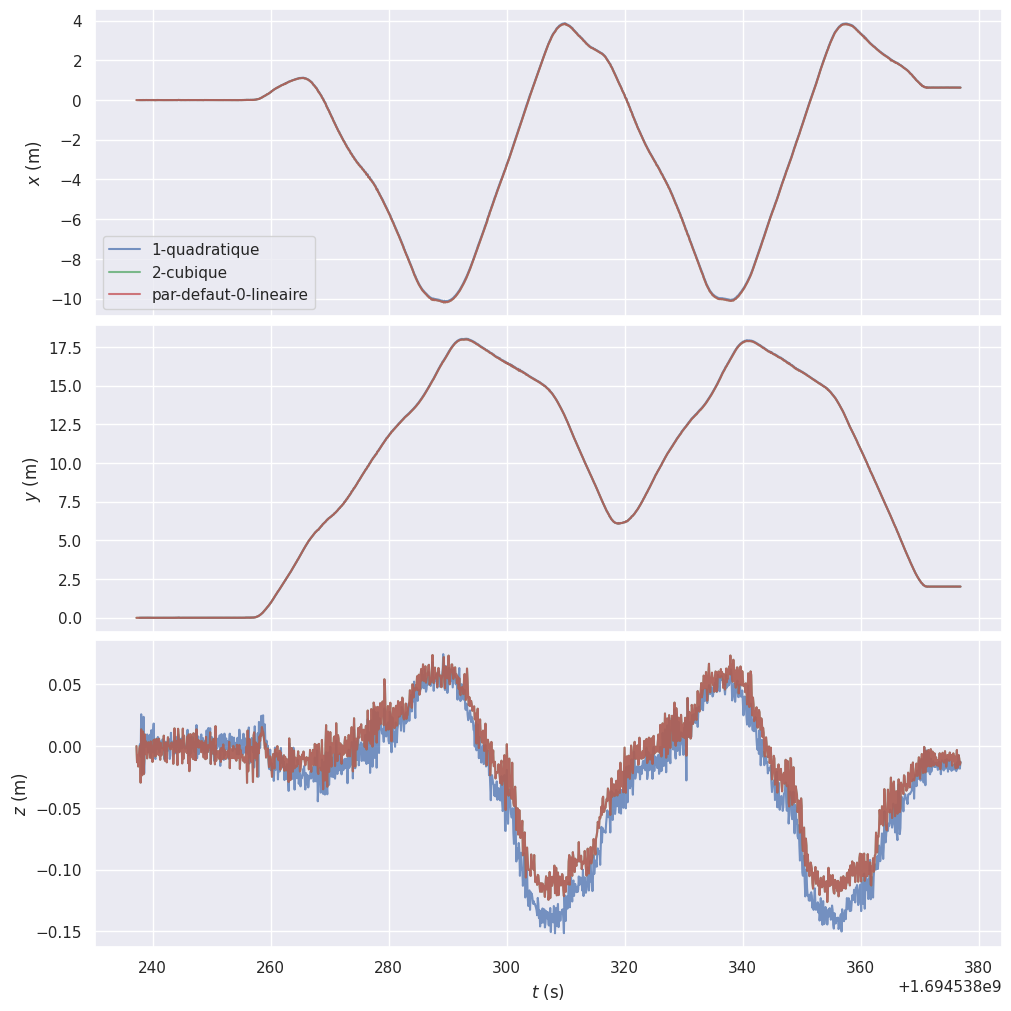 4
2
0
−2
−4
−6
−8
−10
x (m)
1-quadratique
2-cubique
par-defaut-0-lineaire
17.5
15.0
12.5
10.0
7.5
5.0
2.5
0.0
y (m)
0.05
0.00
−0.05
−0.10
−0.15
z (m)
240 260 280 300 320 340 360 380
+1.694538e9
t (s)